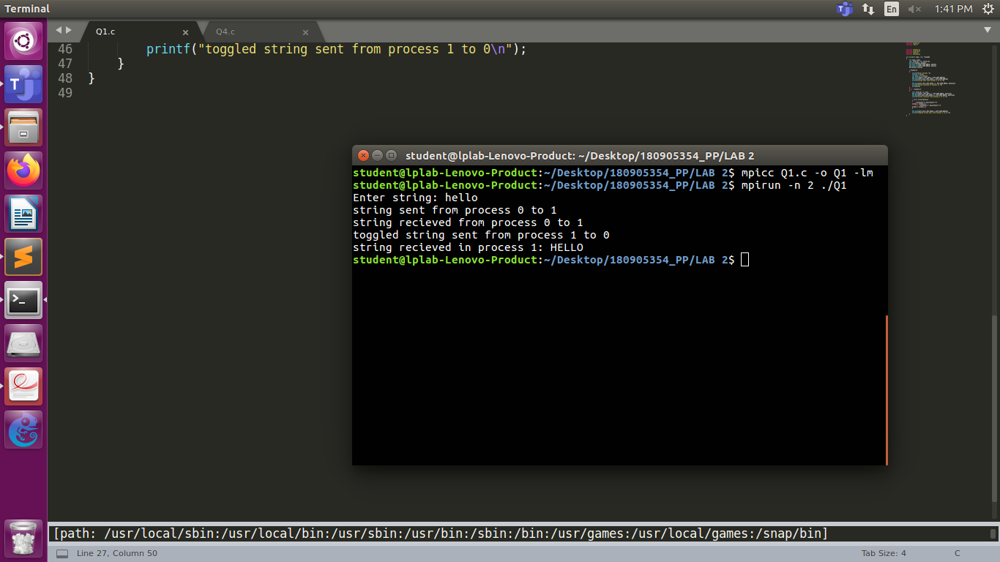 Terminal
En
1:41 PM
Q1.c
Q4.c
46 printf("toggled string sent from process 1 to 0\n");
47 }
48 }
49
student@lplab-Lenovo-Product: ~/Desktop/180905354_PP/LAB 2
student@lplab-Lenovo-Product:~/Desktop/180905354_PP/LAB 2$ mpicc Q1.c -o Q1 -lm
student@lplab-Lenovo-Product:~/Desktop/180905354_PP/LAB 2$ mpirun -n 2 ./Q1
Enter string: hello
string sent from process 0 to 1
string recieved from process 0 to 1
toggled string sent from process 1 to 0
string recieved in process 1: HELLO
student@lplab-Lenovo-Product:~/Desktop/180905354_PP/LAB 2$
[path: /usr/local/sbin:/usr/local/bin:/usr/sbin:/usr/bin:/sbin:/bin:/usr/games:/usr/local/games:/snap/bin]
Line 27, Column 50
Tab Size: 4
C